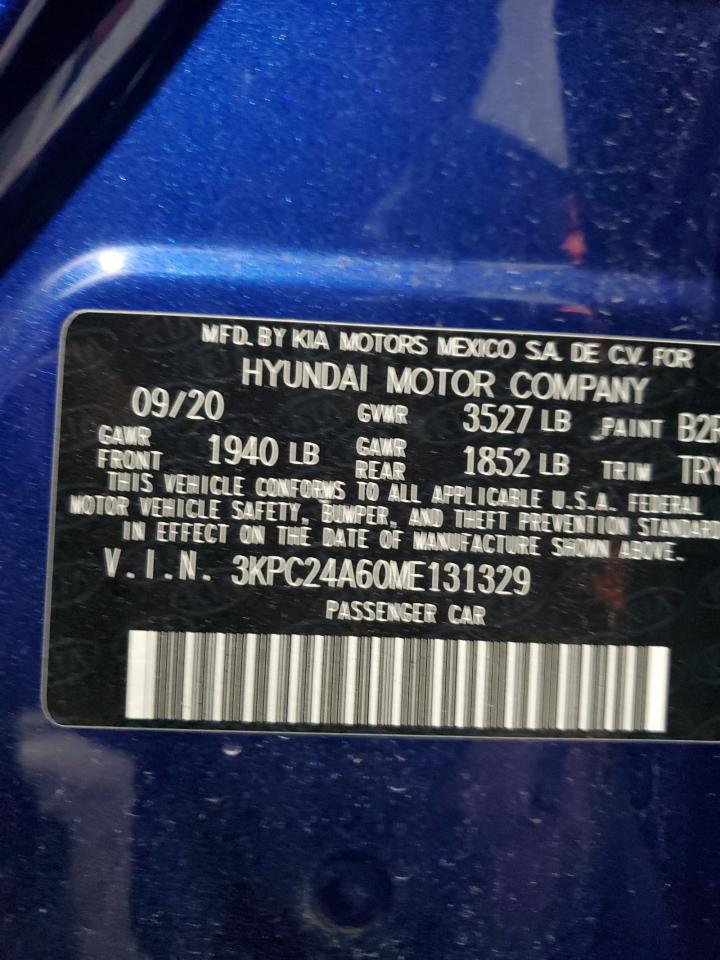 MFD. BY KIA MOTORS MEXICO S.A. DE C.V. FOR
HYUNDAI MOTOR COMPANY
09/20 GVWR 3527 LB PAINT
GAWR FRONT 1940 LB GAWR REAR 1852 LB TRIM
THIS VEHICLE CONFORMS TO ALL APPLICABLE U.S.A. FEDERAL
MOTOR VEHICLE SAFETY, BUMPER, AND THEFT PREVENTION
IN EFFECT ON THE DATE OF MANUFACTURE SHOWN ABOVE.
V.I.N. 3KPC24A60ME131329
PASSENGER CAR